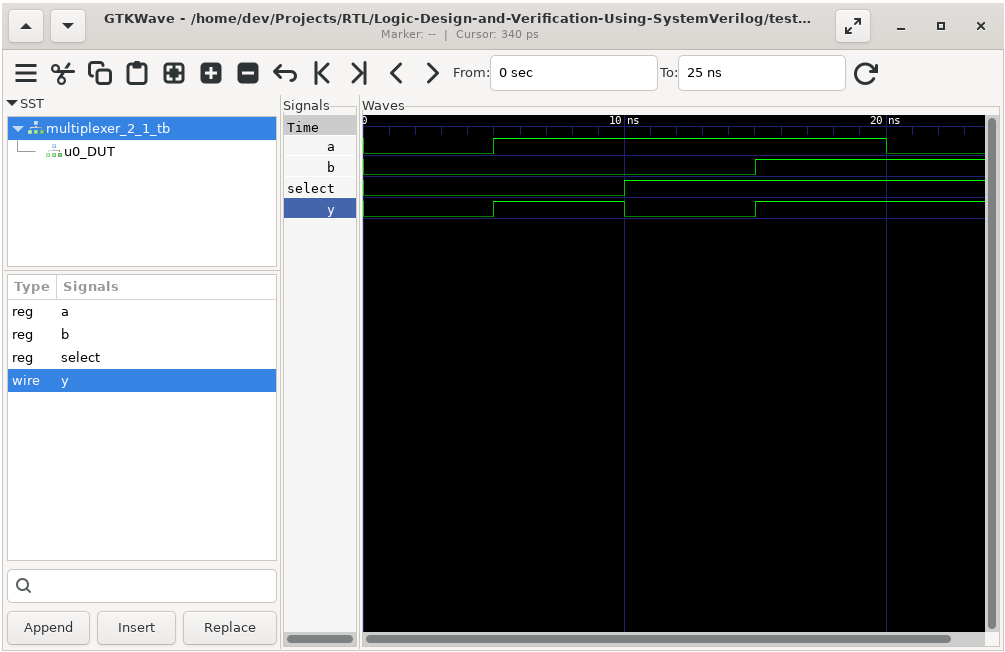 GTKWave - /home/dev/Projects/RTL/Logic-Design-and-Verification-Using-SystemVerilog/test...
Marker: -- | Cursor: 340 ps
From: 0 sec To: 25 ns
SST
multiplexer_2_1_tb
u0_DUT
Type Signals
reg a
reg b
reg select
wire y
Append Insert Replace
Signals
Time
a
b
select
y
Waves
0 10 ns 20 ns